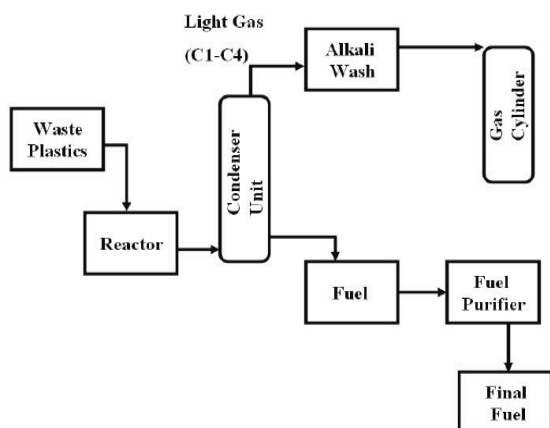 Light Gas
(C1-C4)
Alkali
Wash
Gas
Cylinder
Waste
Plastics
Condenser
Unit
Reactor
Fuel
Fuel
Purifier
Final
Fuel